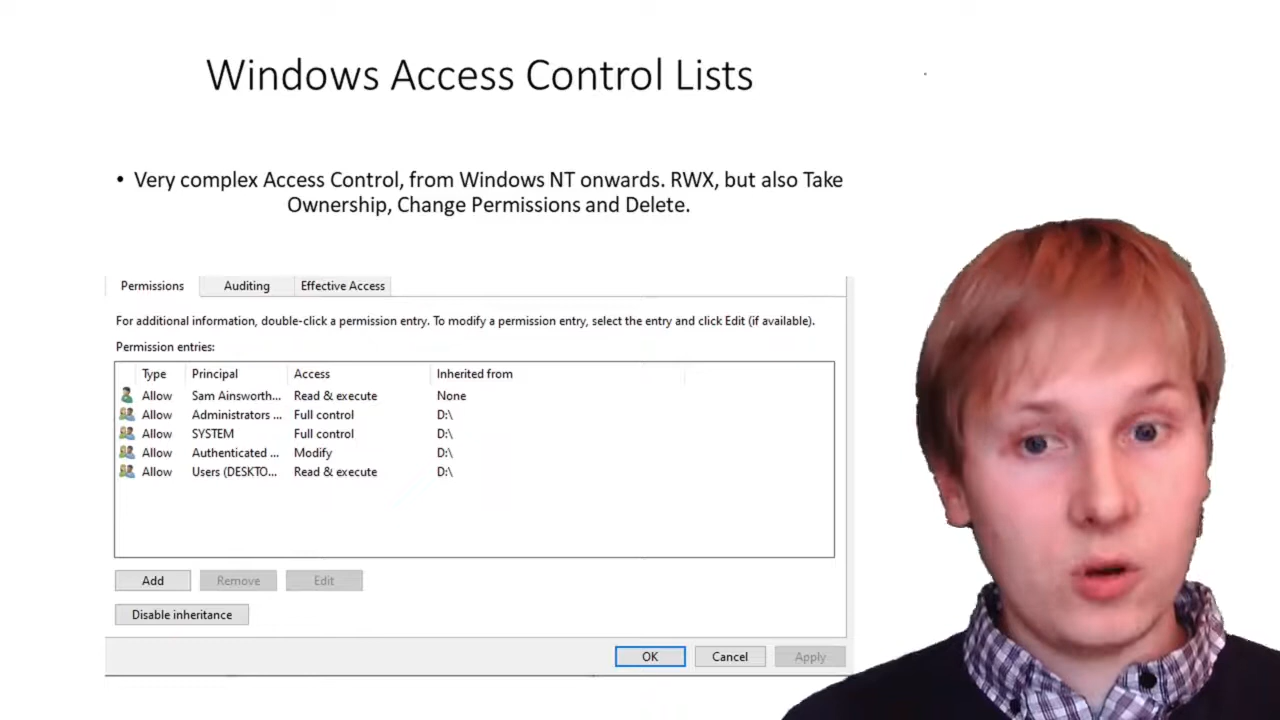 Windows Access Control Lists
• Very complex Access Control, from Windows NT onwards. RWX, but also Take
Ownership, Change Permissions and Delete.
Permissions Auditing Effective Access
For additional information, double-click a permission entry. To modify a permission entry, select the entry and click Edit (if available).
Permission entries:
Type Principal Access Inherited from
Allow Sam Ainsworth... Read & execute None
Allow Administrators ... Full control D:\
Allow SYSTEM Full control D:\
Allow Authenticated ... Modify D:\
Allow Users (DESKTO... Read & execute D:\
Add Remove Edit
Disable inheritance
OK Cancel Apply